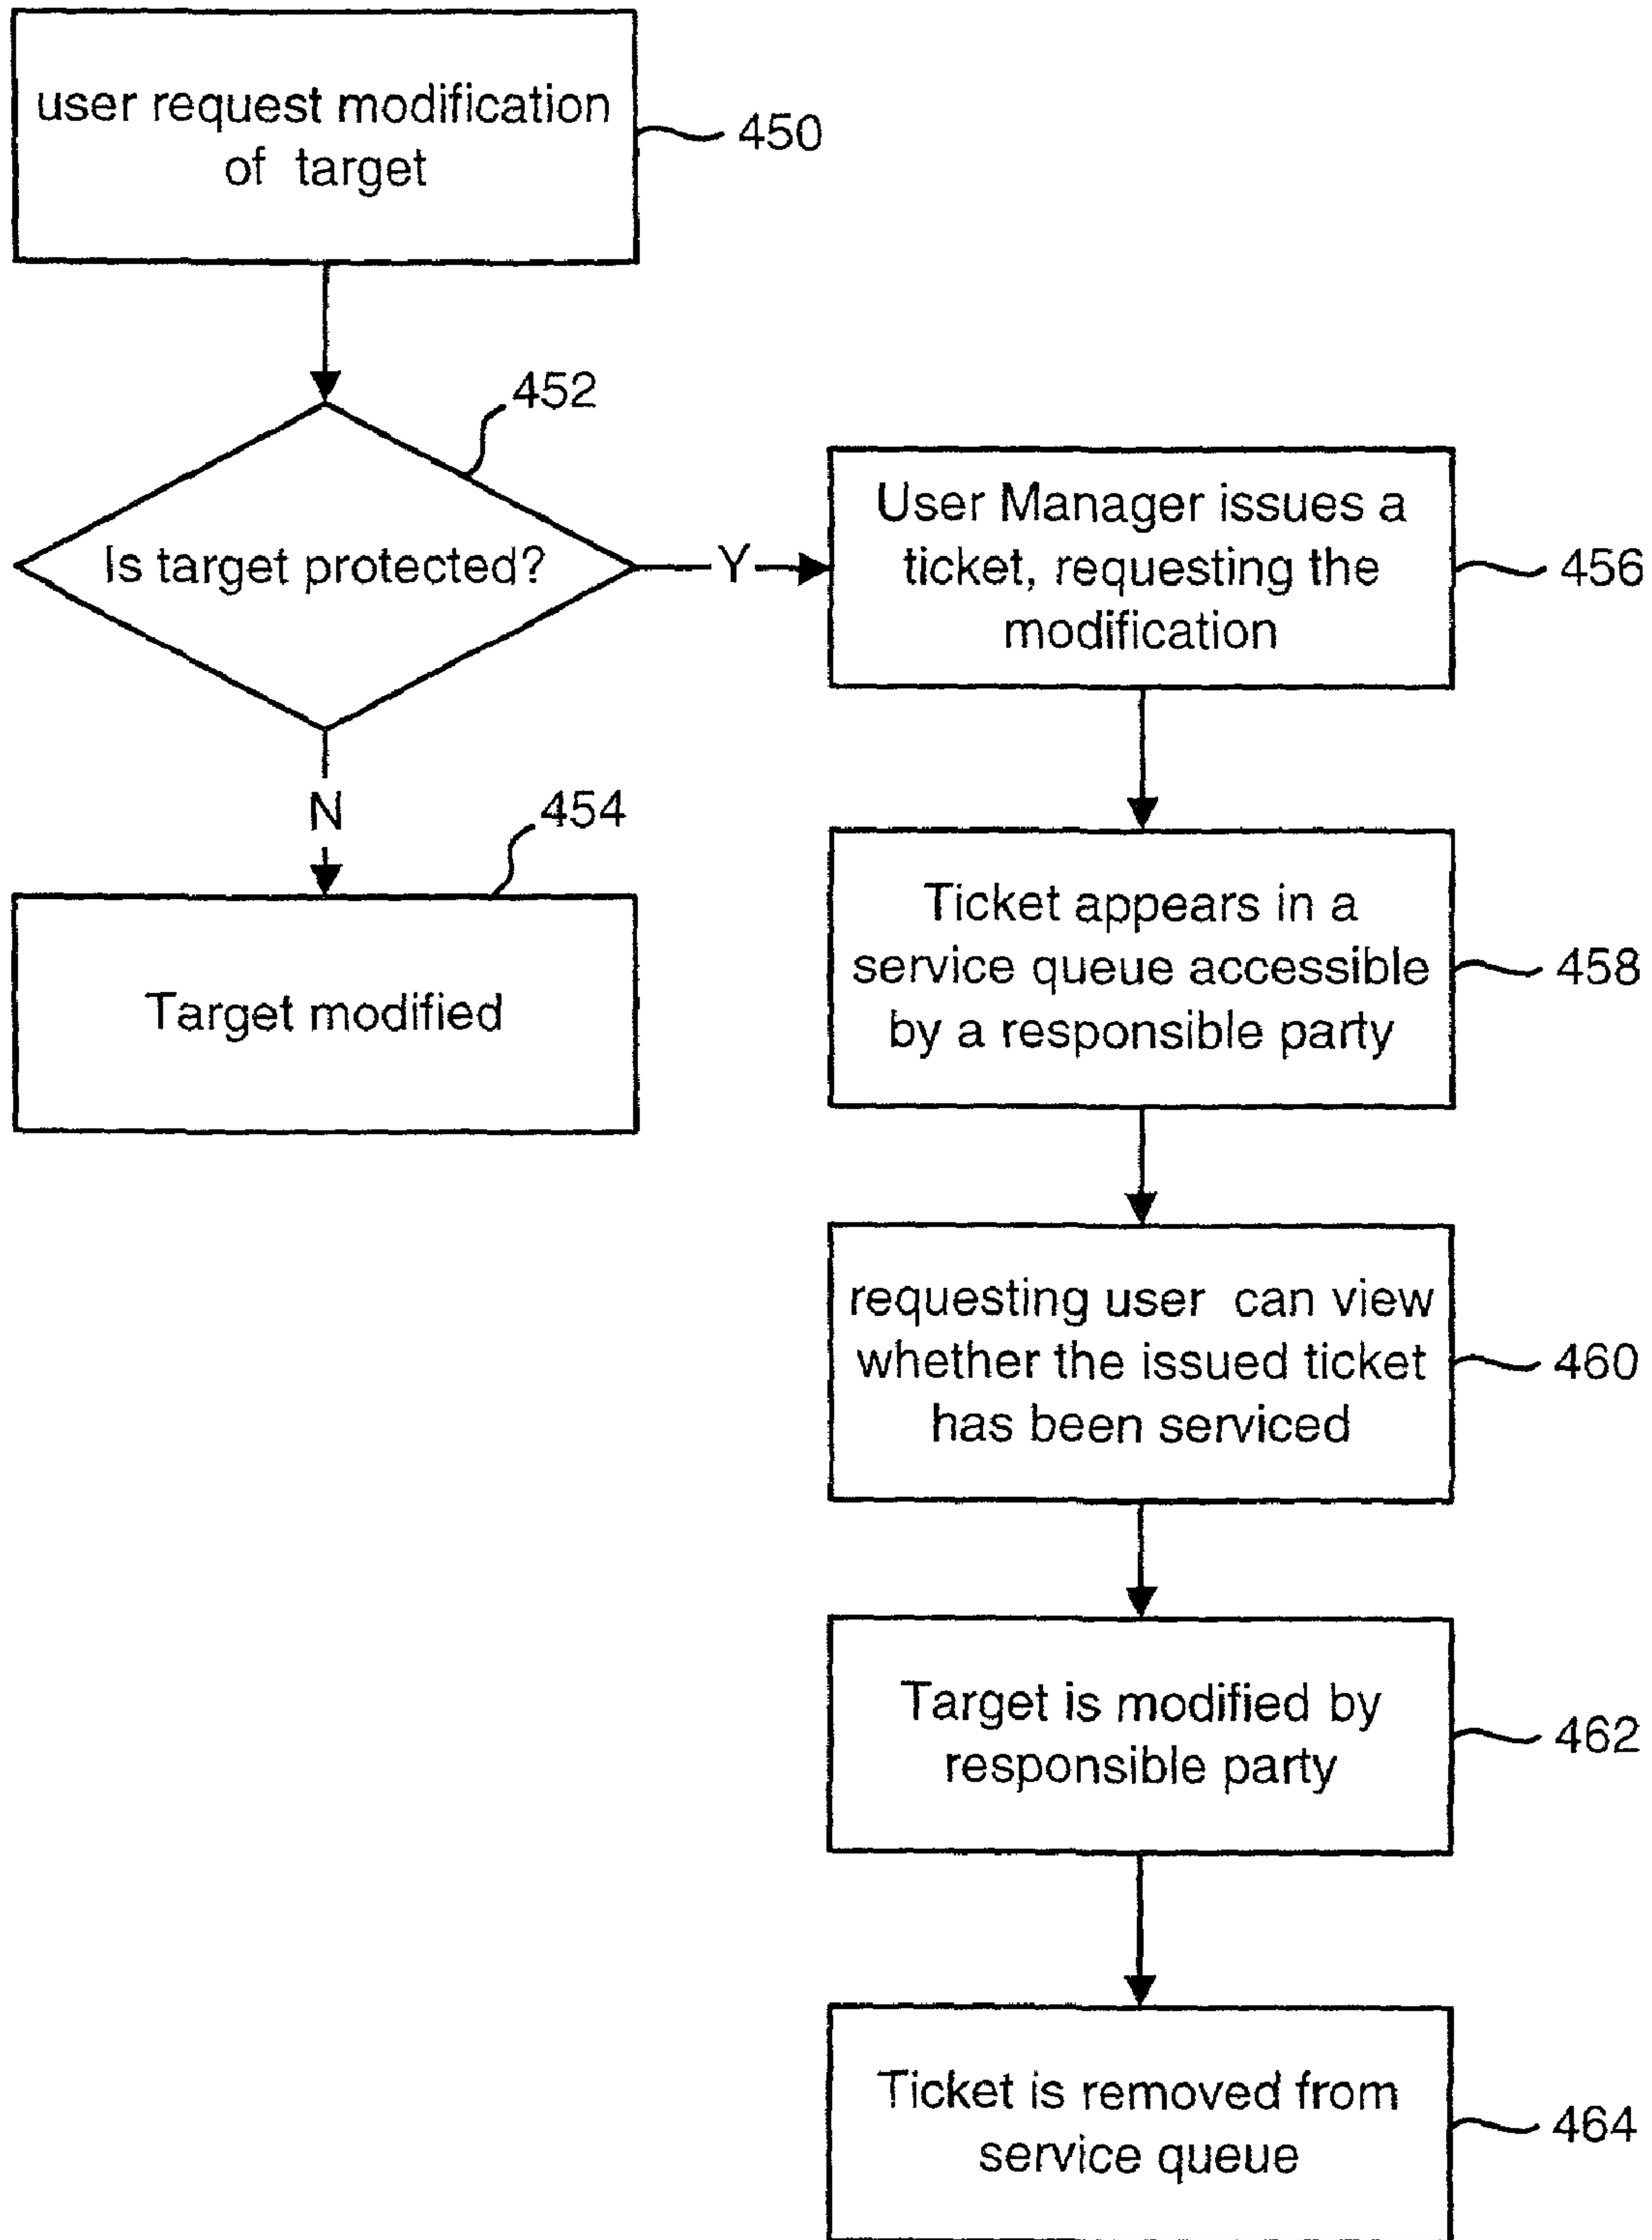 user request modification
of target
450
452
Is target protected?
Y
N
454
Target modified
User Manager issues a
ticket, requesting the
modification
456
Ticket appears in a
service queue accessible
by a responsible party
458
requesting user can view
whether the issued ticket
has been serviced
460
Target is modified by
responsible party
462
Ticket is removed from
service queue
464